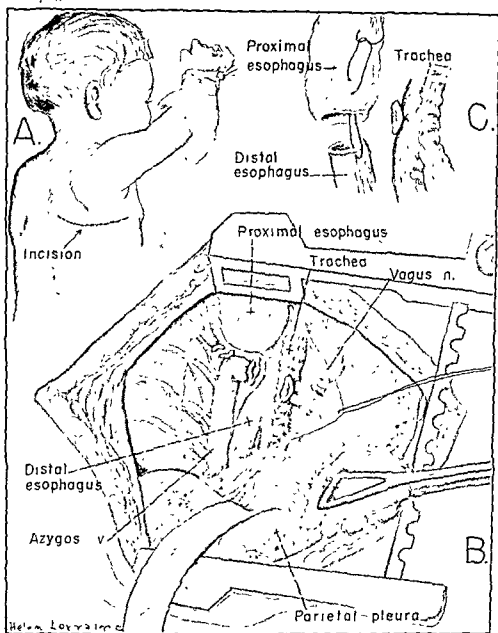 A.
Incision
Proximal
esophagus
Distal
esophagus
Trachea
C.
Proximal esophagus
Trachea
Vagus n.
Distal
esophagus
Azygos v
B.
Parietal pleura
Helen Lorraine